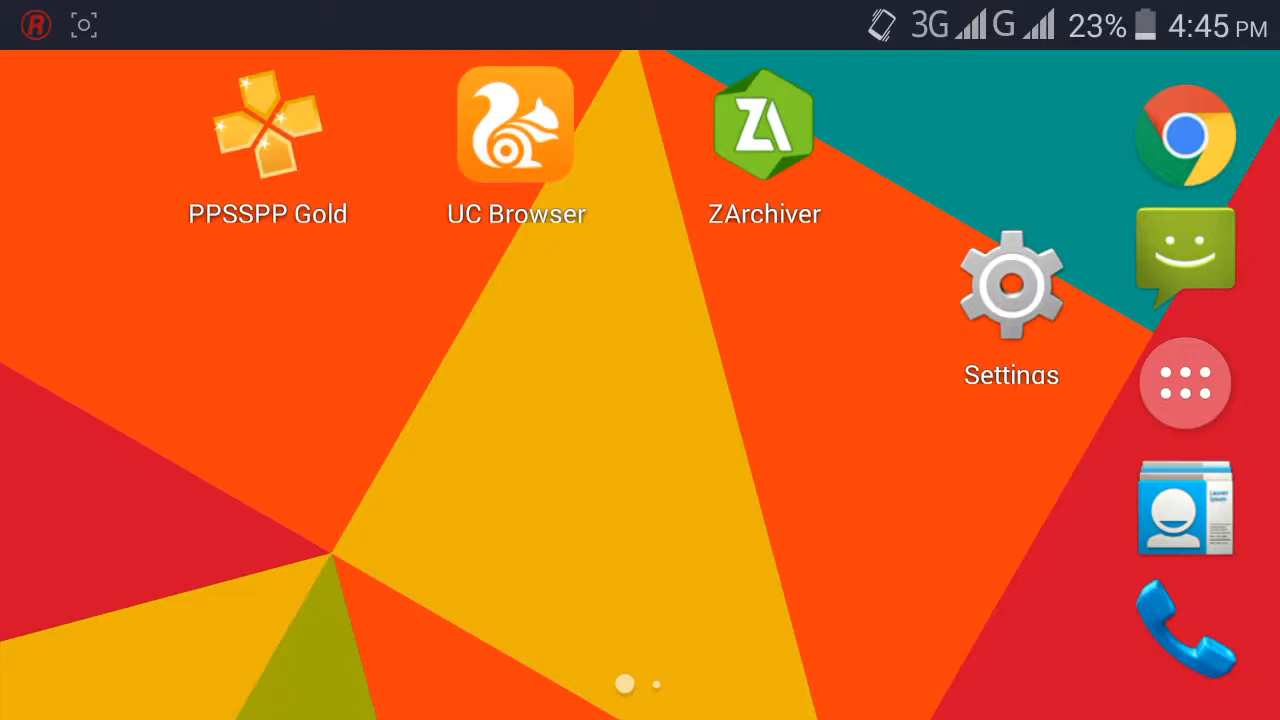 3G G 23% 4:45 PM
PPSSPP Gold
UC Browser
ZArchiver
Settings